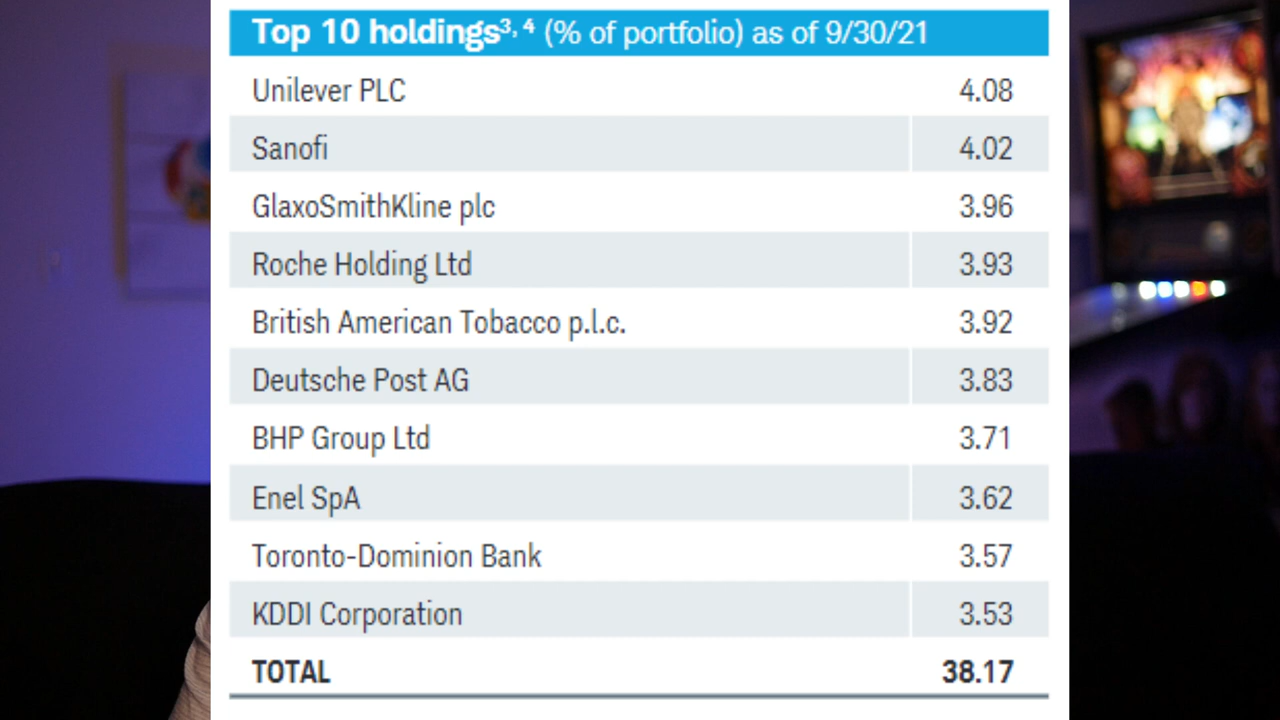 Top 10 holdings³, ⁴ (% of portfolio) as of 9/30/21
Unilever PLC 4.08
Sanofi 4.02
GlaxoSmithKline plc 3.96
Roche Holding Ltd 3.93
British American Tobacco p.l.c. 3.92
Deutsche Post AG 3.83
BHP Group Ltd 3.71
Enel SpA 3.62
Toronto-Dominion Bank 3.57
KDDI Corporation 3.53
TOTAL 38.17